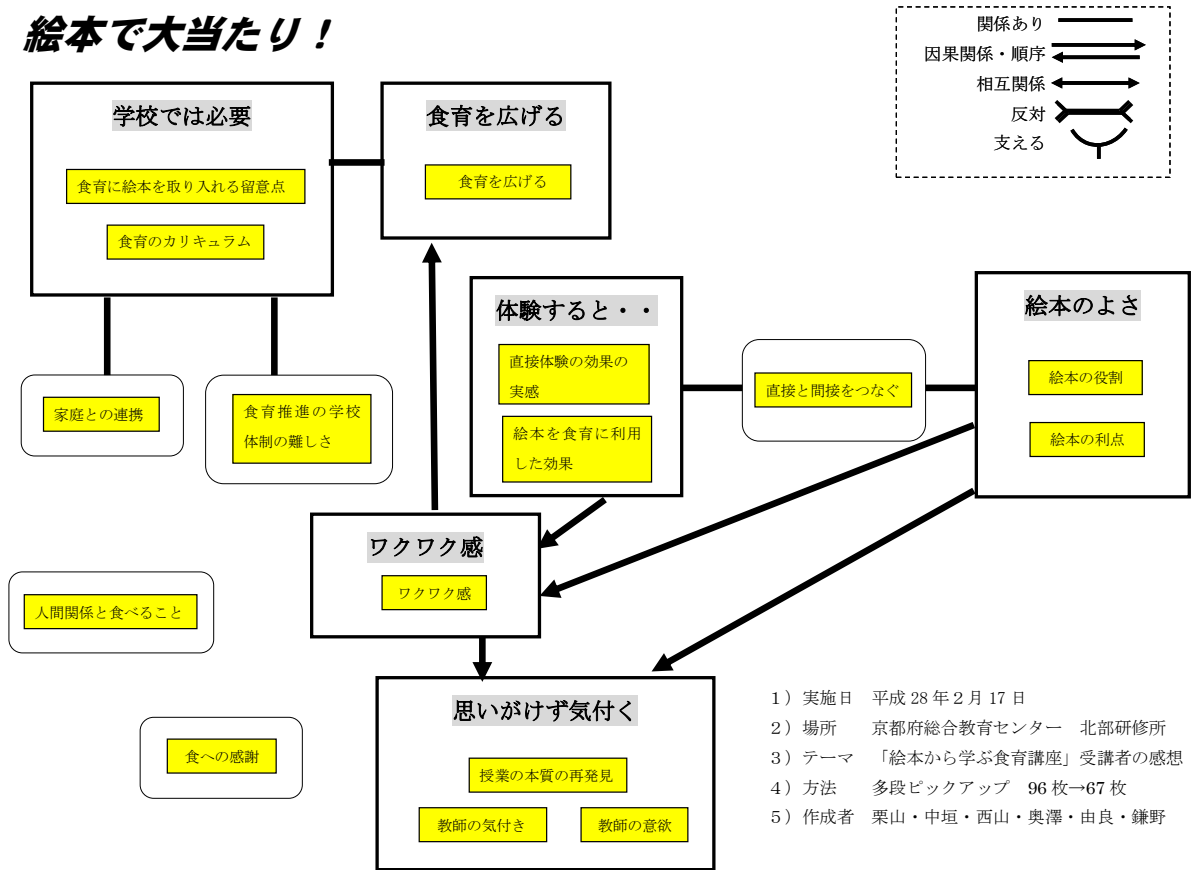 絵本で大当たり！
関係あり
因果関係・順序
相互関係
反対
支える
学校では必要
食育に絵本を取り入れる留意点
食育のカリキュラム
食育を広げる
食育を広げる
体験すると・・
直接体験の効果の
実感
絵本を食育に利用
した効果
直接と間接をつなぐ
絵本のよさ
絵本の役割
絵本の利点
家庭との連携
食育推進の学校
体制の難しさ
ワクワク感
ワクワク感
人間関係と食べること
思いがけず気付く
授業の本質の再発見
教師の気付き
教師の意欲
食への感謝
1）実施日　平成 28 年 2 月 17 日
2）場所　京都府総合教育センター　北部研修所
3）テーマ　「絵本から学ぶ食育講座」受講者の感想
4）方法　多段ピックアップ　96 枚→67 枚
5）作成者　栗山・中垣・西山・奥澤・由良・鎌野